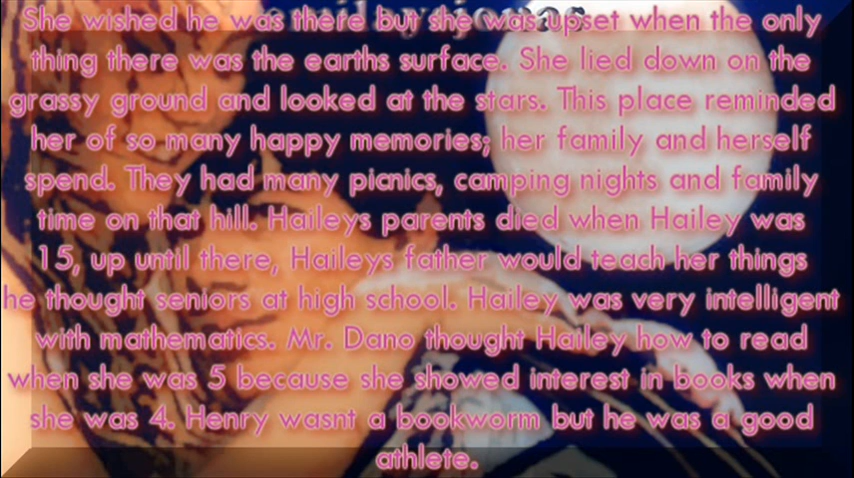 She wished he was there but she was upset when the only
thing there was the earths surface. She lied down on the
grassy ground and looked at the stars. This place reminded
her of so many happy memories; her family and herself
spend. They had many picnics, camping nights and family
time on that hill. Haileys parents died when Hailey was
15, up until there, Haileys father would teach her things
he thought seniors at high school. Hailey was very intelligent
with mathematics. Mr. Dano thought Hailey how to read
when she was 5 because she showed interest in books when
she was 4. Henry wasnt a bookworm but he was a good
athlete.